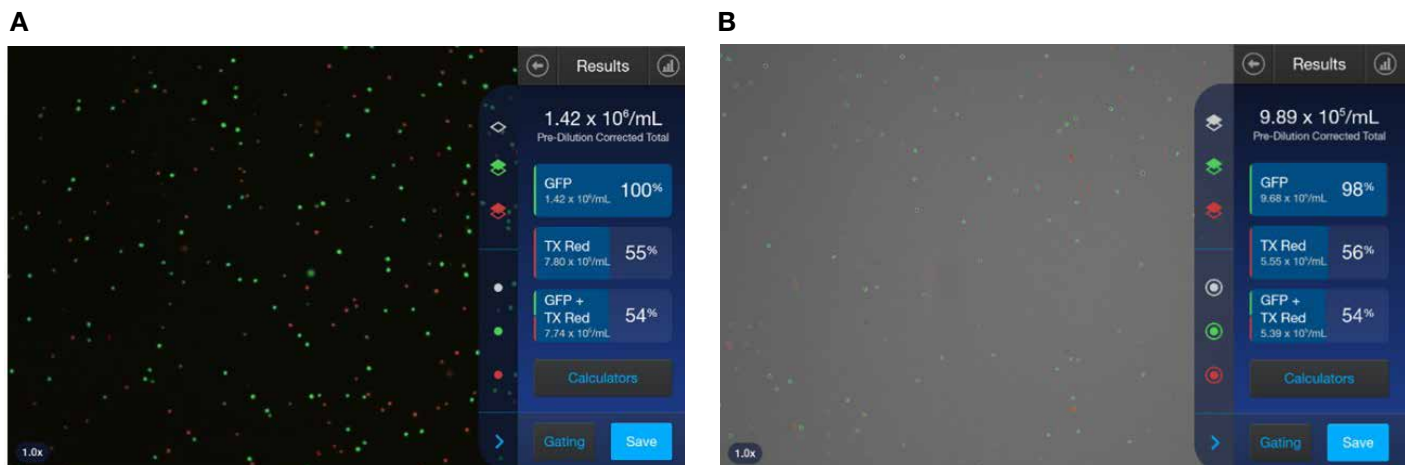 A
Results
1.42 x 10⁶/mL
Pre-Dilution Corrected Total
GFP
1.42 x 10⁶/mL
100%
TX Red
7.80 x 10⁵/mL
55%
GFP +
TX Red
7.74 x 10⁵/mL
54%
Calculators
Gating
Save
1.0x
B
Results
9.89 x 10⁵/mL
Pre-Dilution Corrected Total
GFP
9.68 x 10⁵/mL
98%
TX Red
5.55 x 10⁵/mL
56%
GFP +
TX Red
5.39 x 10⁵/mL
54%
Calculators
Gating
Save
1.0x